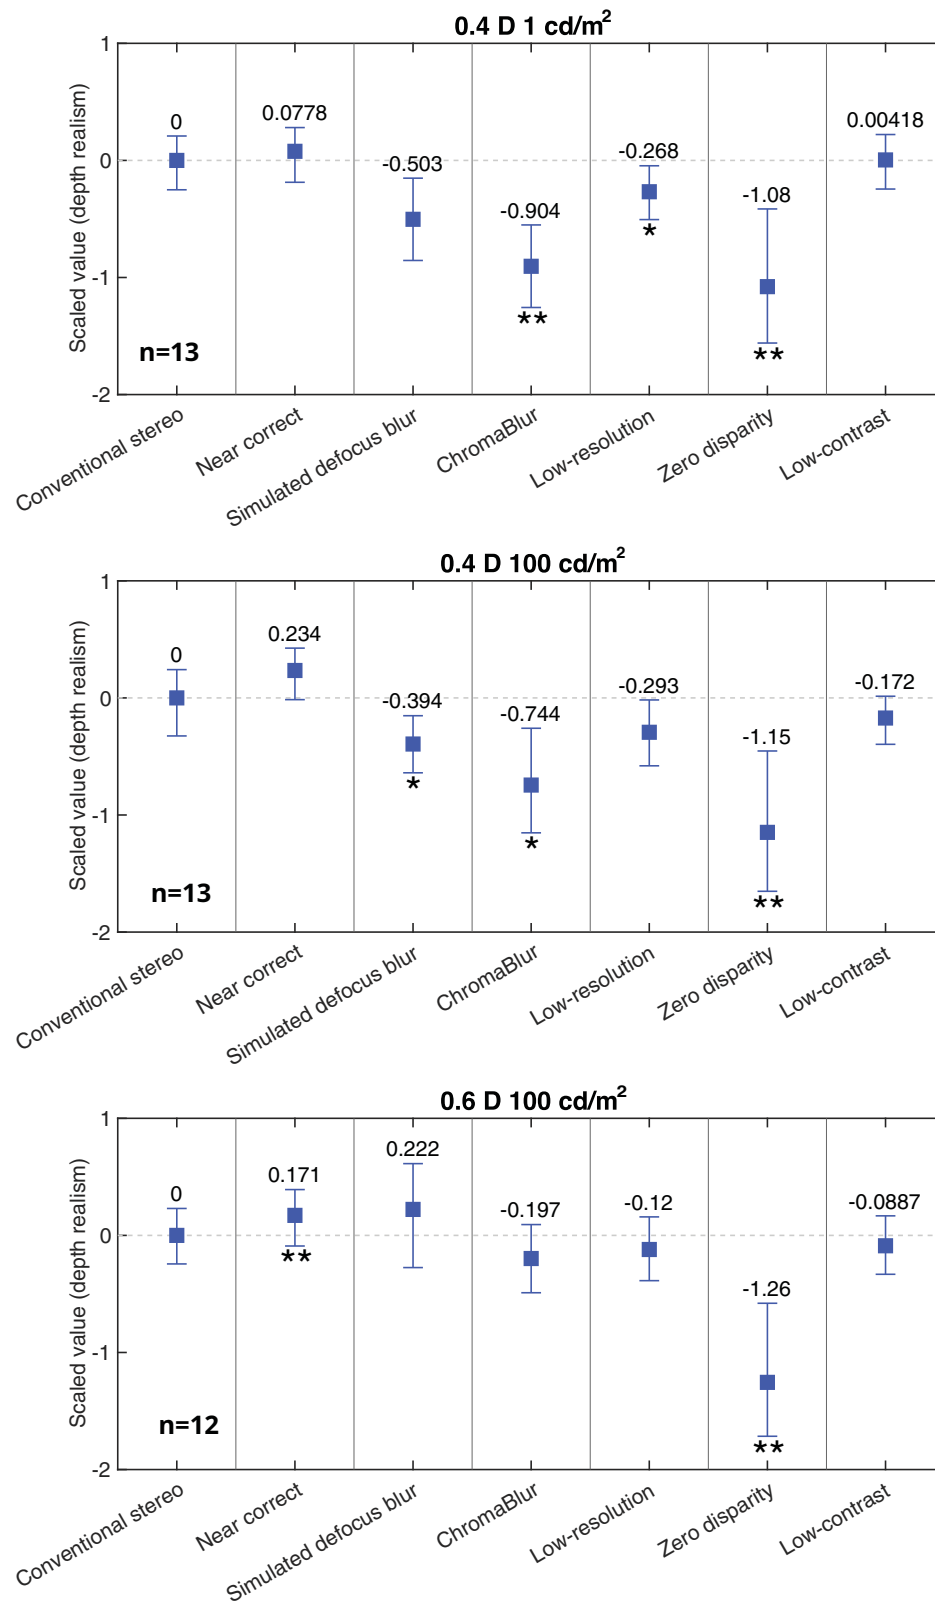 0.4 D 1 cd/m²
Scaled value (depth realism)
1
0
-1
-2
0
0.0778
-0.503
-0.904
-0.268
-1.08
0.00418
**
*
**
n=13
Conventional stereo
Near correct
Simulated defocus blur
ChromaBlur
Low-resolution
Zero disparity
Low-contrast
0.4 D 100 cd/m²
Scaled value (depth realism)
1
0
-1
-2
0
0.234
-0.394
-0.744
-0.293
-1.15
-0.172
*
*
**
n=13
Conventional stereo
Near correct
Simulated defocus blur
ChromaBlur
Low-resolution
Zero disparity
Low-contrast
0.6 D 100 cd/m²
Scaled value (depth realism)
1
0
-1
-2
0
0.171
0.222
-0.197
-0.12
-1.26
-0.0887
**
**
n=12
Conventional stereo
Near correct
Simulated defocus blur
ChromaBlur
Low-resolution
Zero disparity
Low-contrast